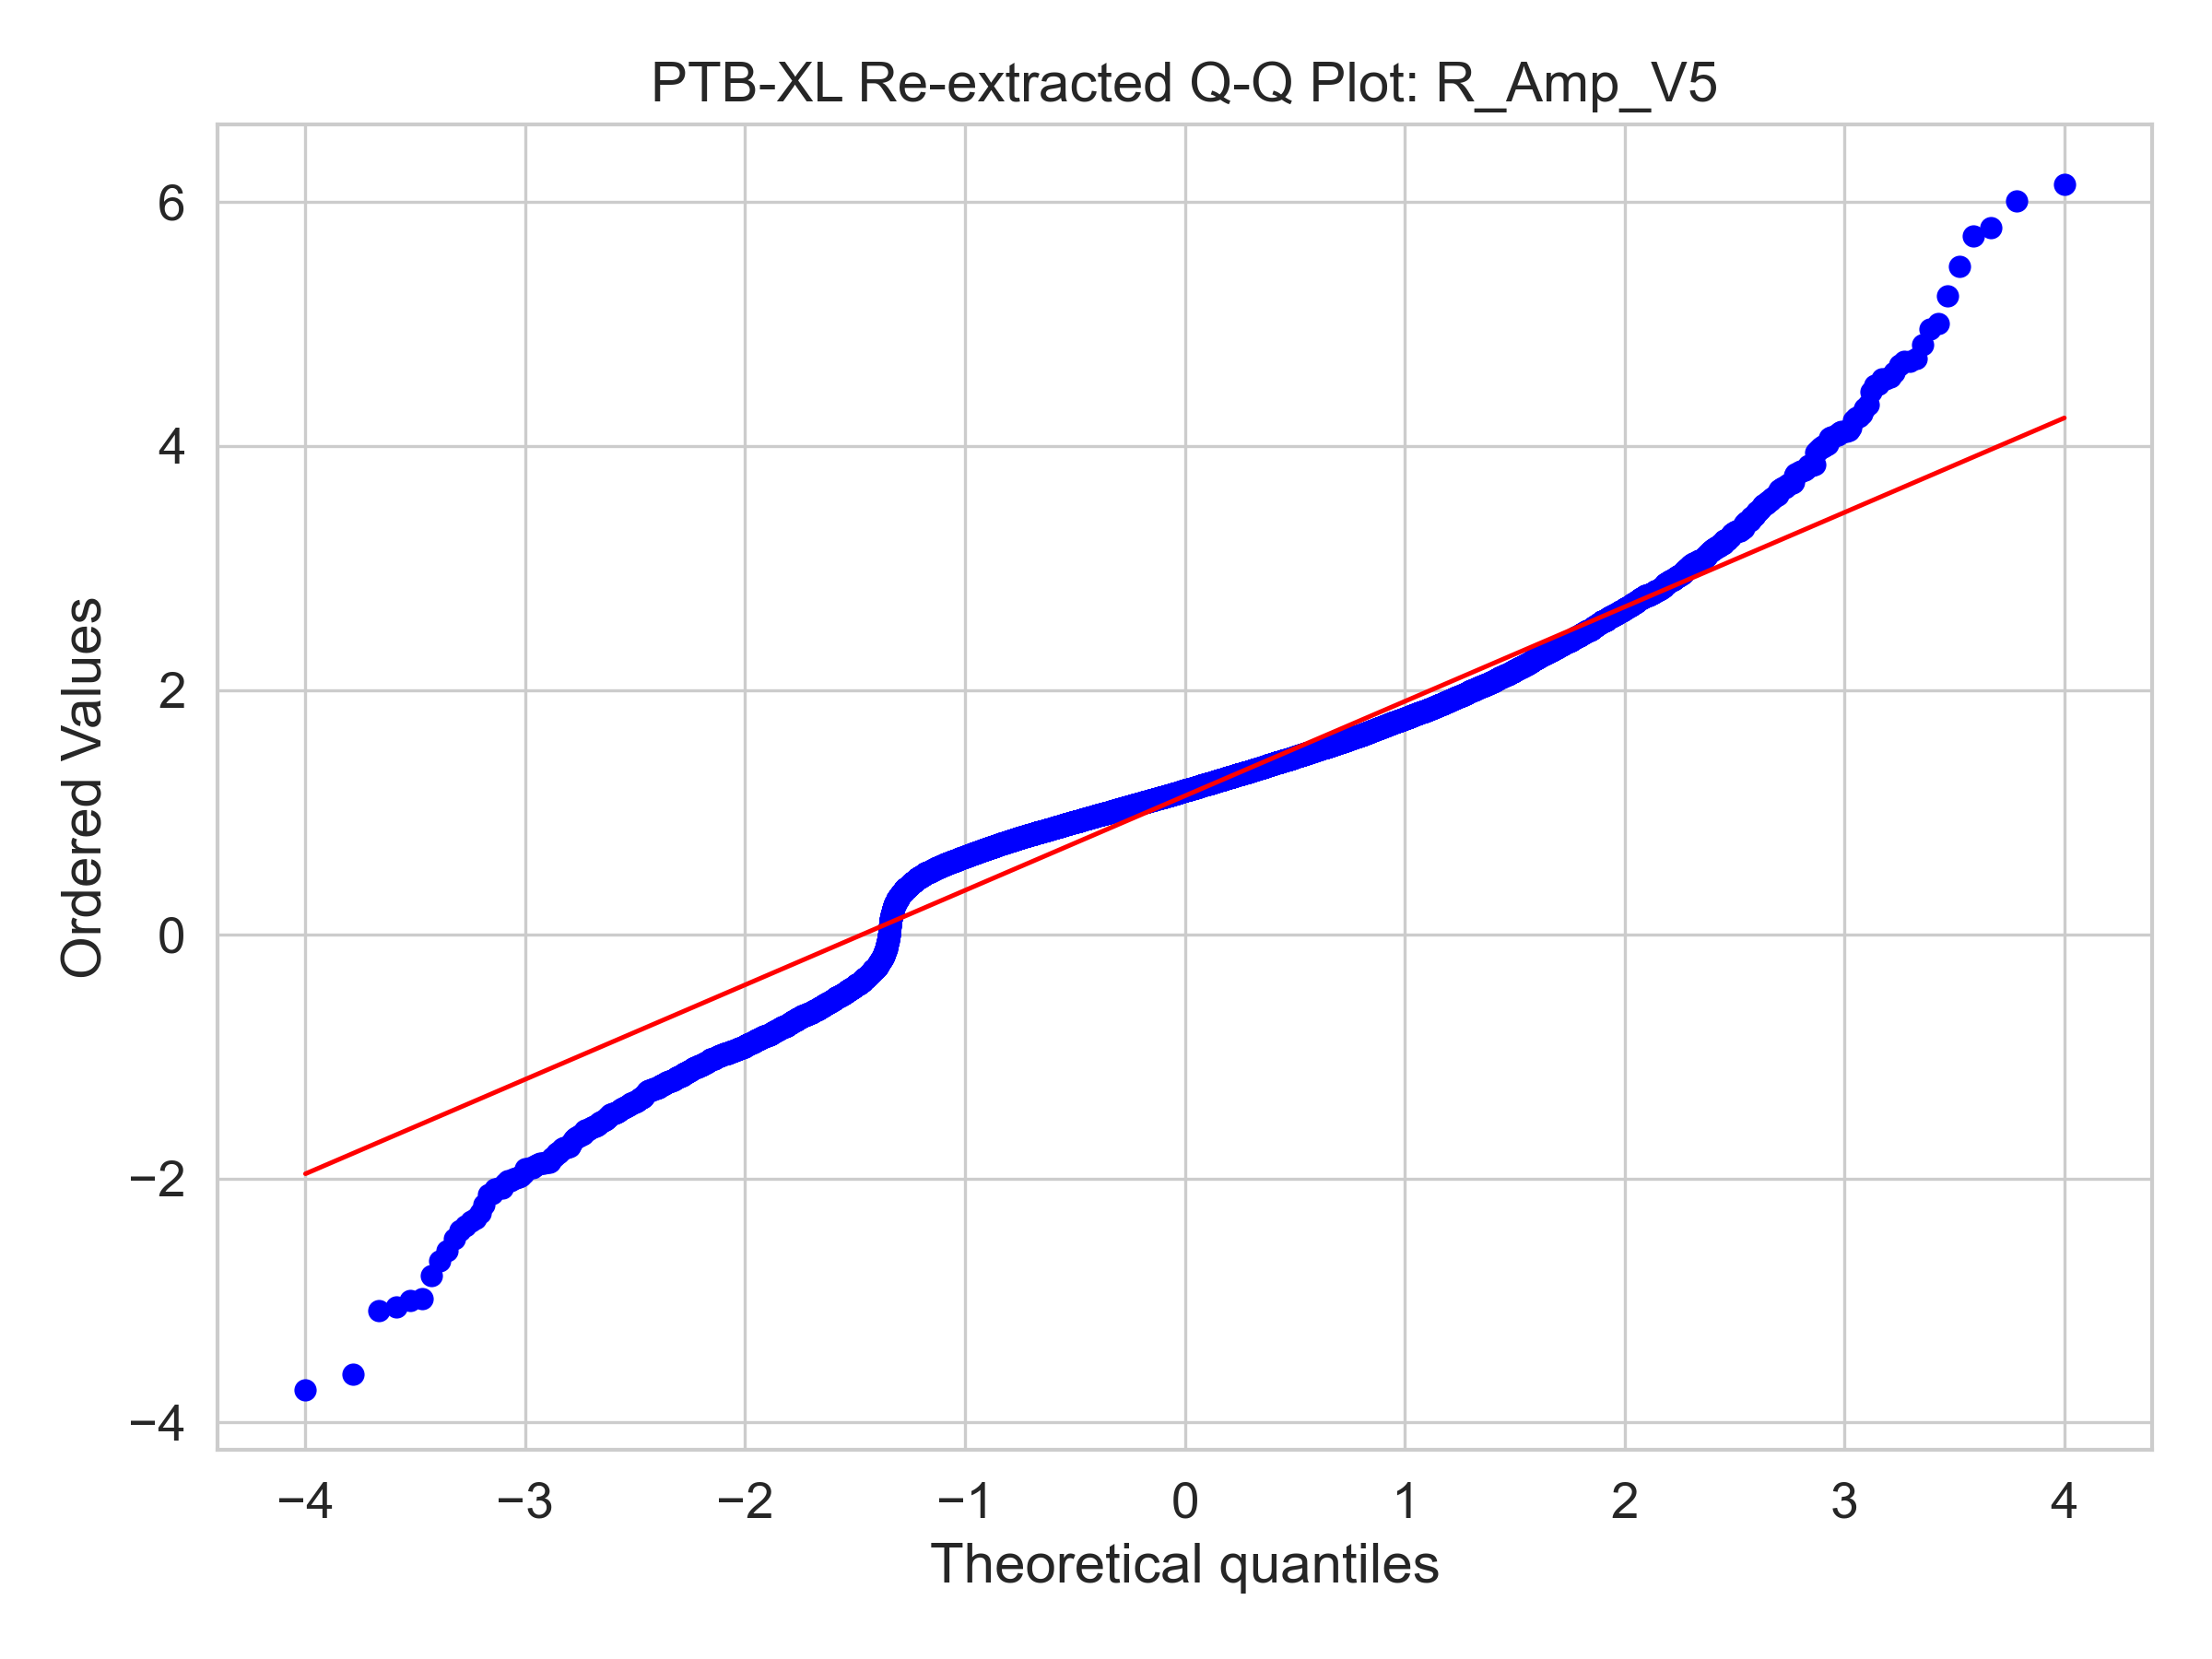 PTB-XL Re-extracted Q-Q Plot: R_Amp_V5
6
4
2
0
−2
−4
Ordered Values
−4 −3 −2 −1 0 1 2 3 4
Theoretical quantiles